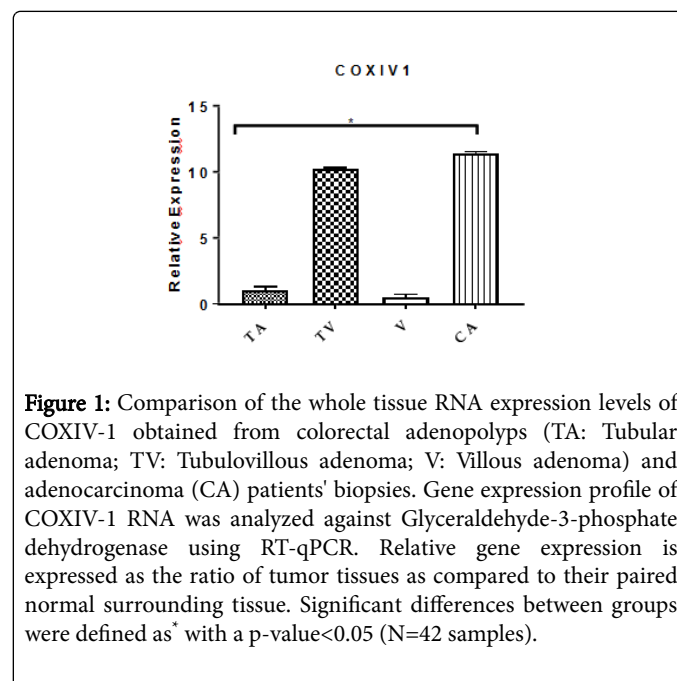 COXIV1
Relative Expression
15
*
10
5
0
TA
TV
V
CA
Figure 1: Comparison of the whole tissue RNA expression levels of
COXIV-1 obtained from colorectal adenopolyps (TA: Tubular
adenoma; TV: Tubulovillous adenoma; V: Villous adenoma) and
adenocarcinoma (CA) patients' biopsies. Gene expression profile of
COXIV-1 RNA was analyzed against Glyceraldehyde-3-phosphate
dehydrogenase using RT-qPCR. Relative gene expression is
expressed as the ratio of tumor tissues as compared to their paired
normal surrounding tissue. Significant differences between groups
were defined as* with a p-value<0.05 (N=42 samples).